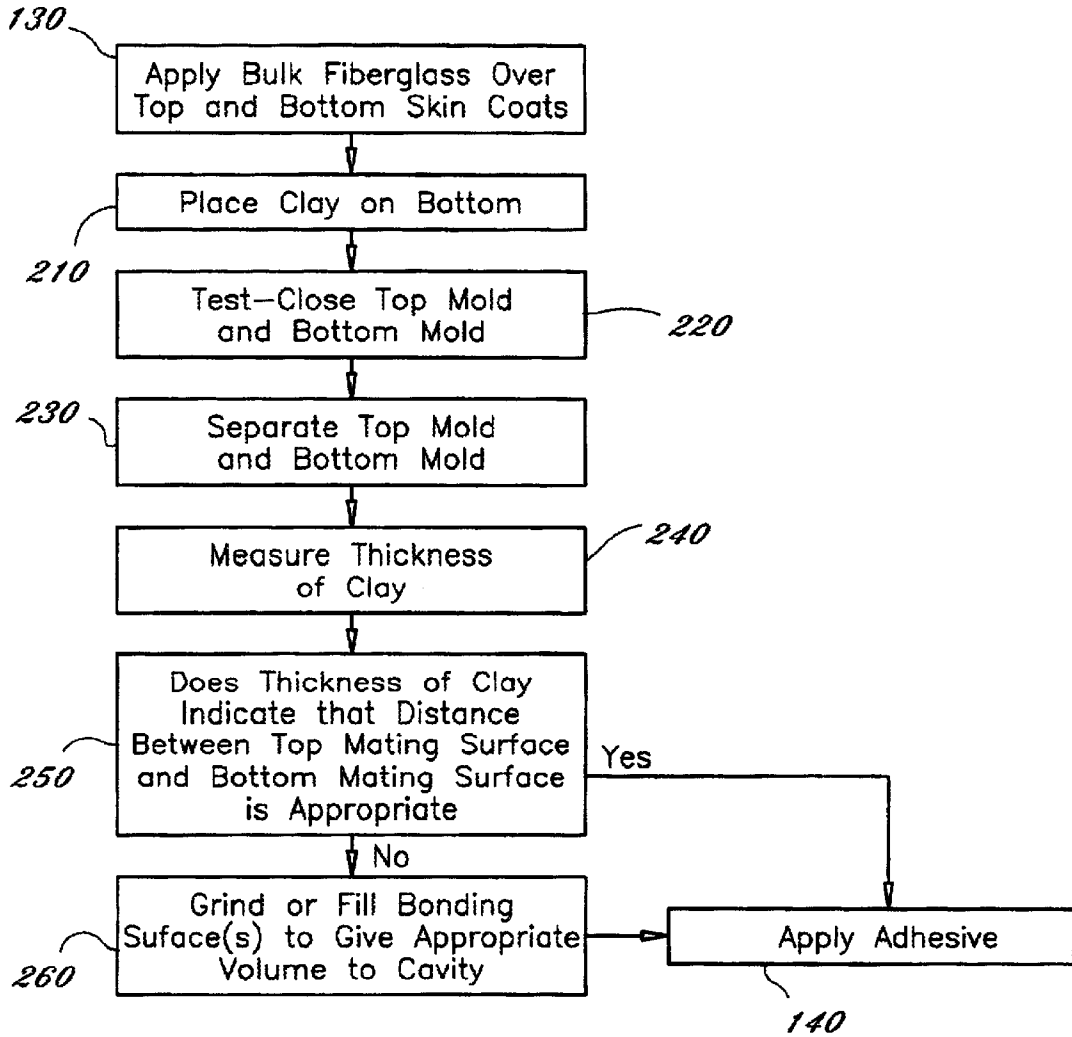 130
Apply Bulk Fiberglass Over
Top and Bottom Skin Coats
Place Clay on Bottom
210
Test-Close Top Mold
and Bottom Mold
220
230
Separate Top Mold
and Bottom Mold
Measure Thickness
of Clay
240
Does Thickness of Clay
Indicate that Distance
Between Top Mating Surface
and Bottom Mating Surface
is Appropriate
250
Yes
No
Grind or Fill Bonding
Suface(s) to Give Appropriate
Volume to Cavity
260
Apply Adhesive
140